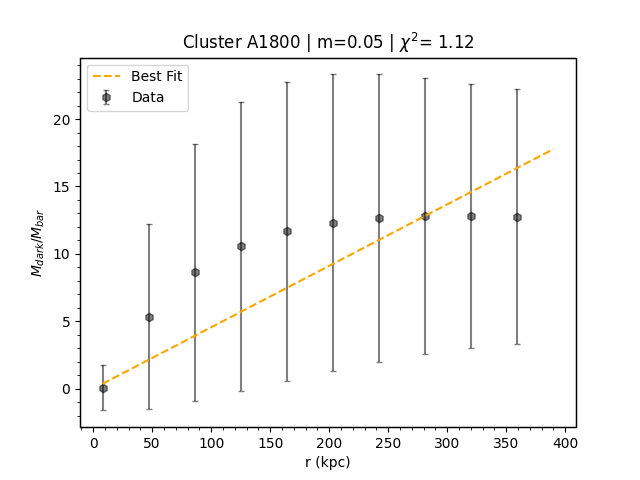 Cluster A1800 | m=0.05 | χ²= 1.12
Best Fit
Data
M_dark/M_bar
20
15
10
5
0
0 50 100 150 200 250 300 350 400
r (kpc)